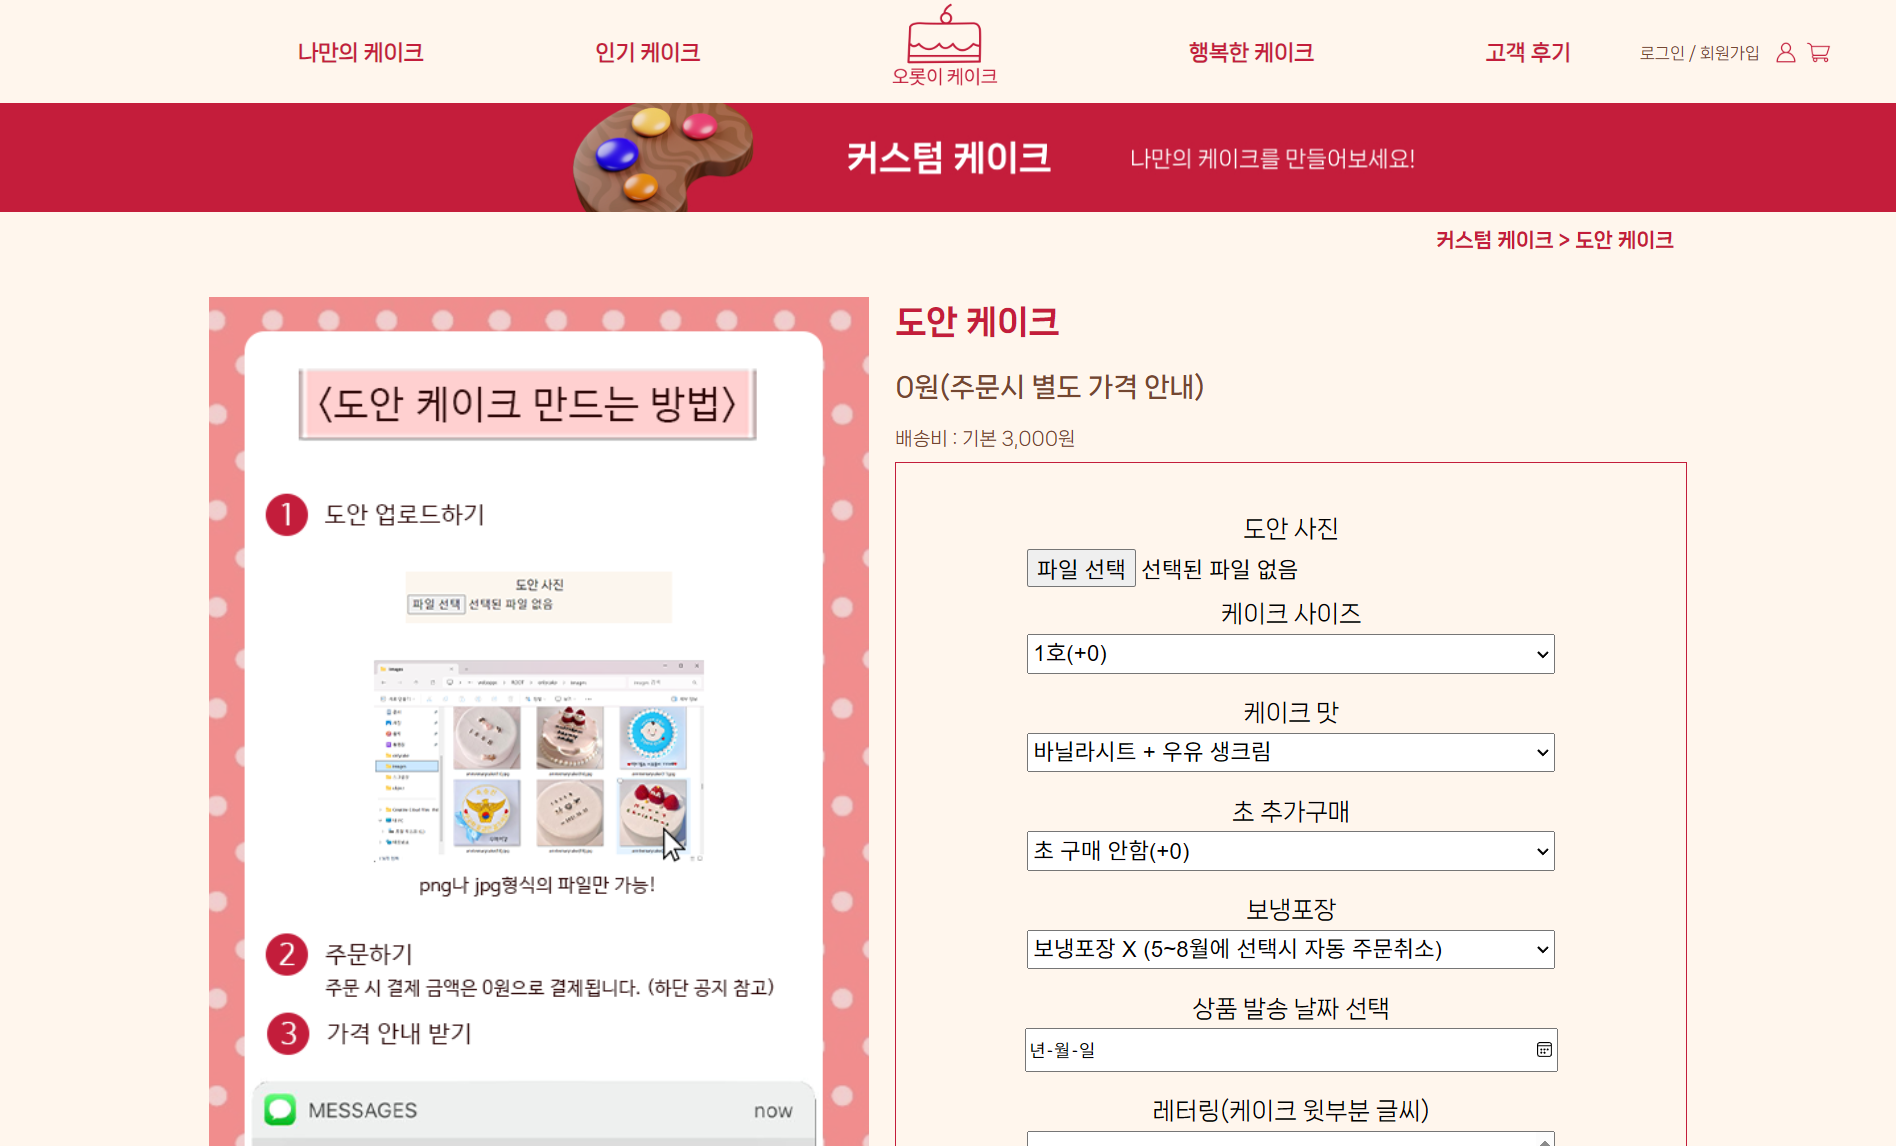 나만의 케이크
인기 케이크
오롯이 케이크
행복한 케이크
고객 후기
로그인 / 회원가입
커스텀 케이크
나만의 케이크를 만들어보세요!
커스텀 케이크 > 도안 케이크
<도안 케이크 만드는 방법>
1 도안 업로드하기
도안 사진
파일 선택 선택된 파일 없음
png나 jpg형식의 파일만 가능!
2 주문하기
주문 시 결제 금액은 0원으로 결제됩니다. (하단 공지 참고)
3 가격 안내 받기
MESSAGES
now
도안 케이크
0원(주문시 별도 가격 안내)
배송비 : 기본 3,000원
도안 사진
파일 선택 선택된 파일 없음
케이크 사이즈
1호(+0)
케이크 맛
바닐라시트 + 우유 생크림
초 추가구매
초 구매 안함(+0)
보냉포장
보냉포장 X (5~8월에 선택시 자동 주문취소)
상품 발송 날짜 선택
년-월-일
레터링(케이크 윗부분 글씨)